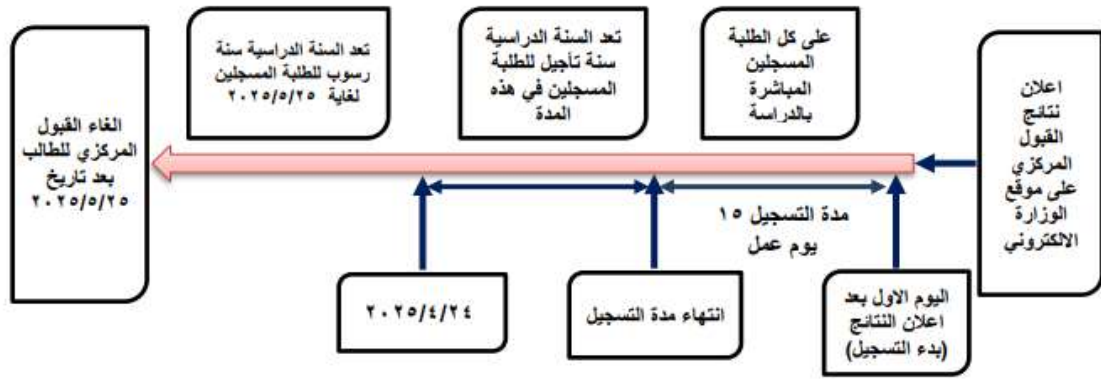 اعلان
نتائج
القبول
المركزي
على موقع
الوزارة
الالكتروني
على كل الطلبة
المسجلين
المباشرة
بالدراسة
تعد السنة الدراسية
سنة تأجيل للطلبة
المسجلين في هذه
المدة
تعد السنة الدراسية سنة
رسوب للطلبة المسجلين
لغاية ٢٠٢٥/٥/٢٥
الغاء القبول
المركزي للطالب
بعد تاريخ
٢٠٢٥/٥/٢٥
مدة التسجيل ١٥
يوم عمل
اليوم الاول بعد
اعلان النتائج
(بدء التسجيل)
انتهاء مدة التسجيل
٢٠٢٥/٤/٢٤